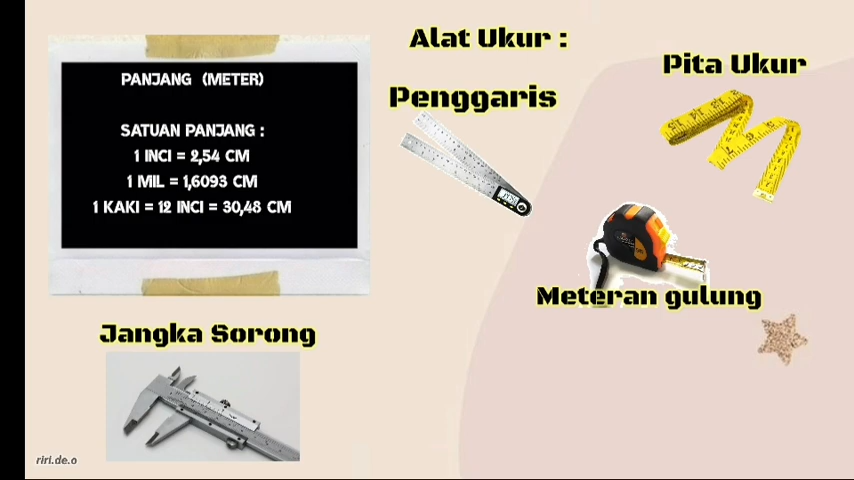 PANJANG (METER)
SATUAN PANJANG :
1 INCI = 2,54 CM
1 MIL = 1,6093 CM
1 KAKI = 12 INCI = 30,48 CM
Alat Ukur :
Penggaris
Pita Ukur
Meteran gulung
Jangka Sorong
riri.de.o